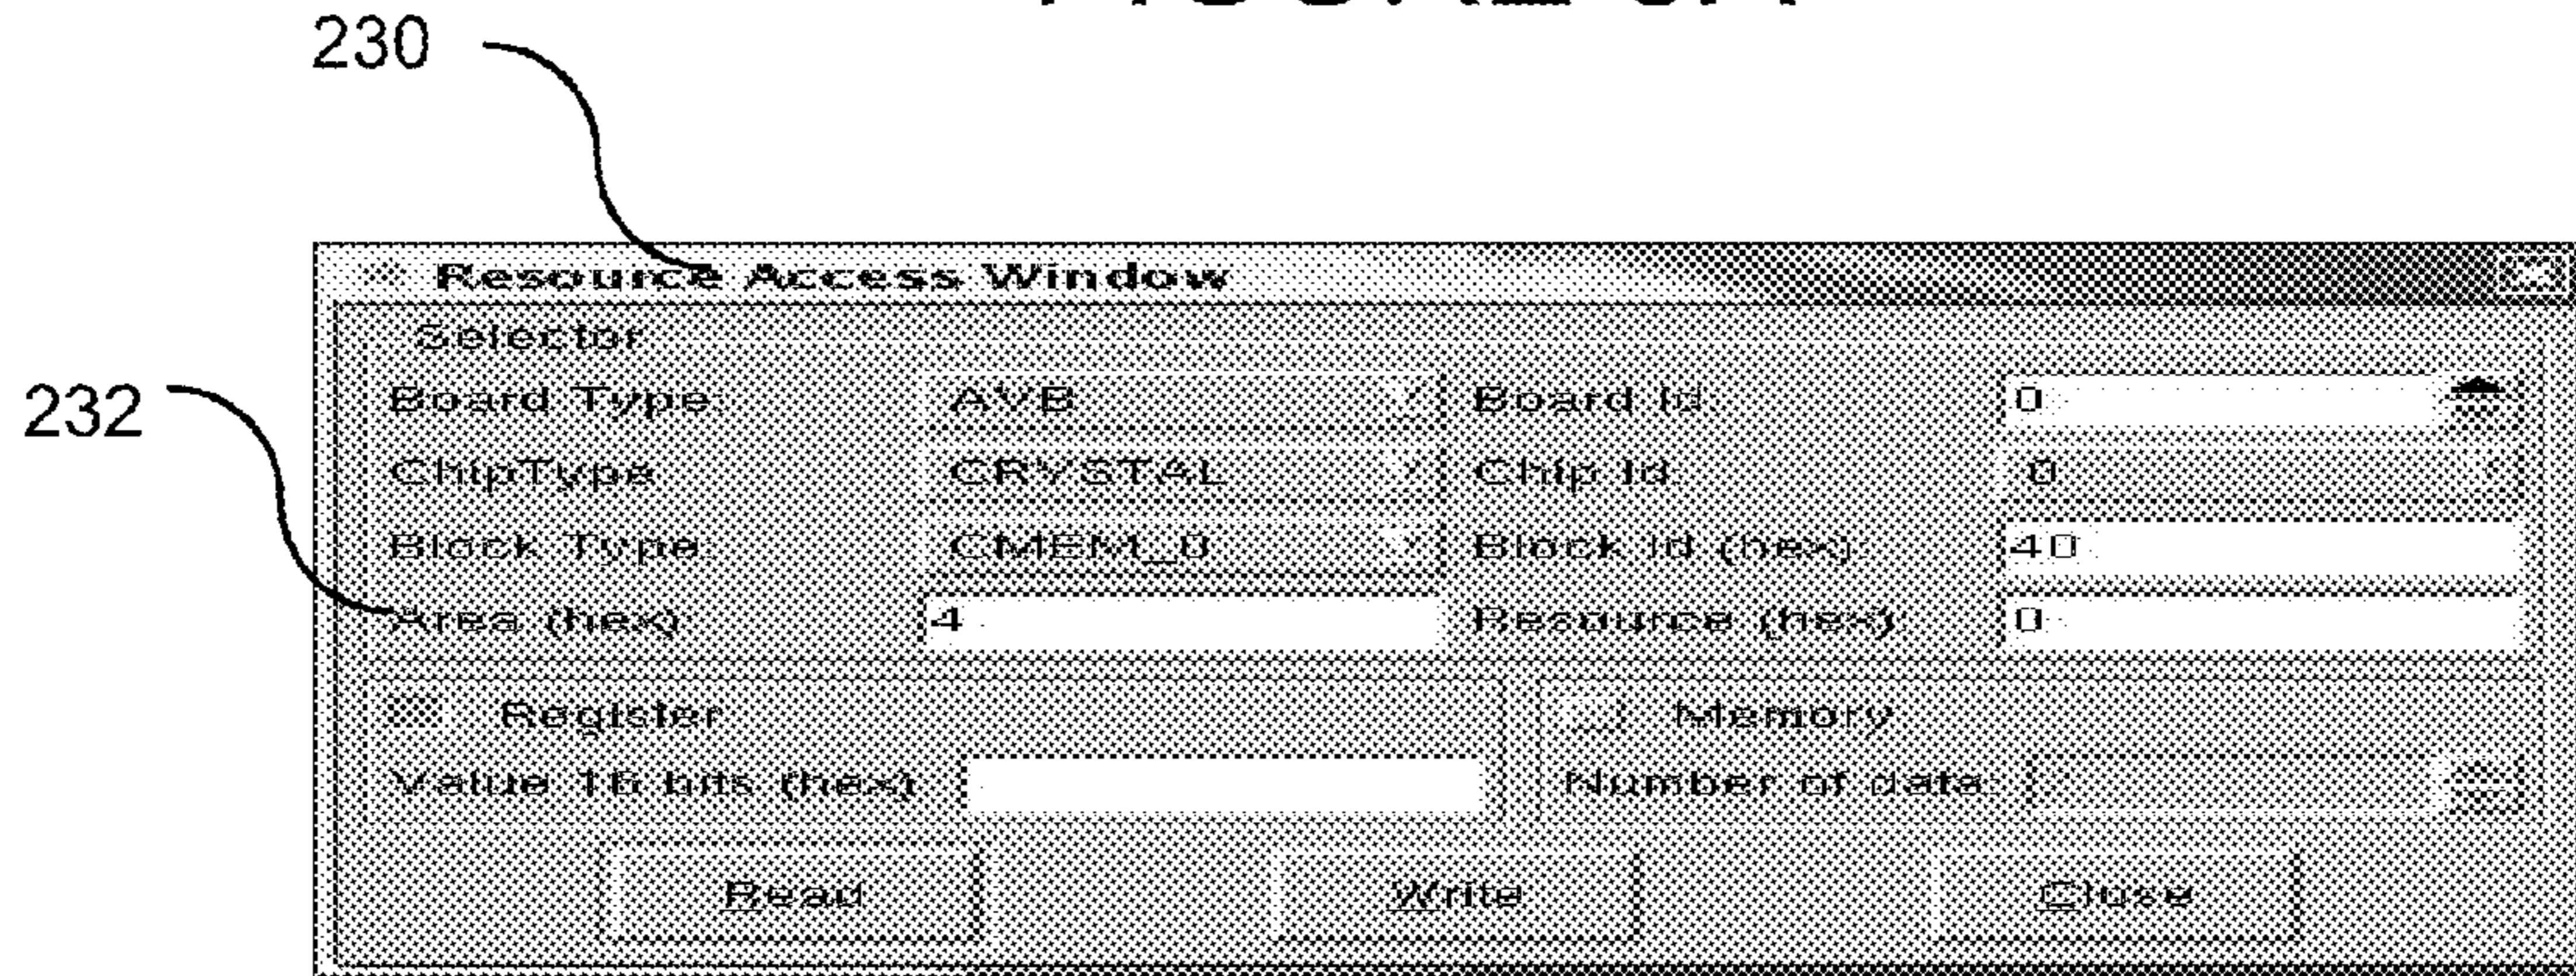 230
Resource Access Window
Selector
232
Board Type: AVB Board Id: 0
ChipType CRYSTAL Chip Id: 0
Block Type: CMEM_0 Block Id (hex): 40
Area (hex): 4 Resource (hex) 0
Register Memory
Value 16 bits (hex) Number of data:
Read Write Close